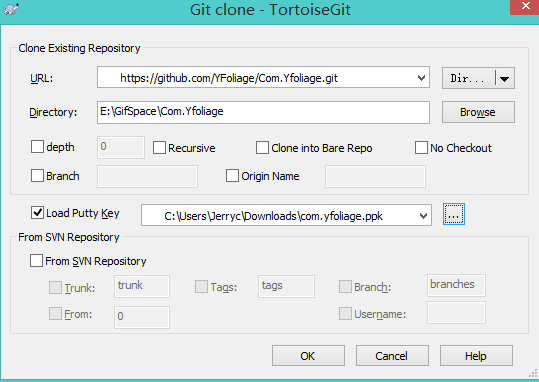 Git clone - TortoiseGit
Clone Existing Repository
URL: https://github.com/YFoliage/Com.Yfoliage.git Dir...
Directory: E:\GifSpace\Com.Yfoliage Browse
depth 0 Recursive Clone into Bare Repo No Checkout
Branch Origin Name
Load Putty Key C:\Users\Jerryc\Downloads\com.yfoliage.ppk ...
From SVN Repository
From SVN Repository
Trunk: trunk Tags: tags Branch: branches
From: 0 Username:
OK Cancel Help